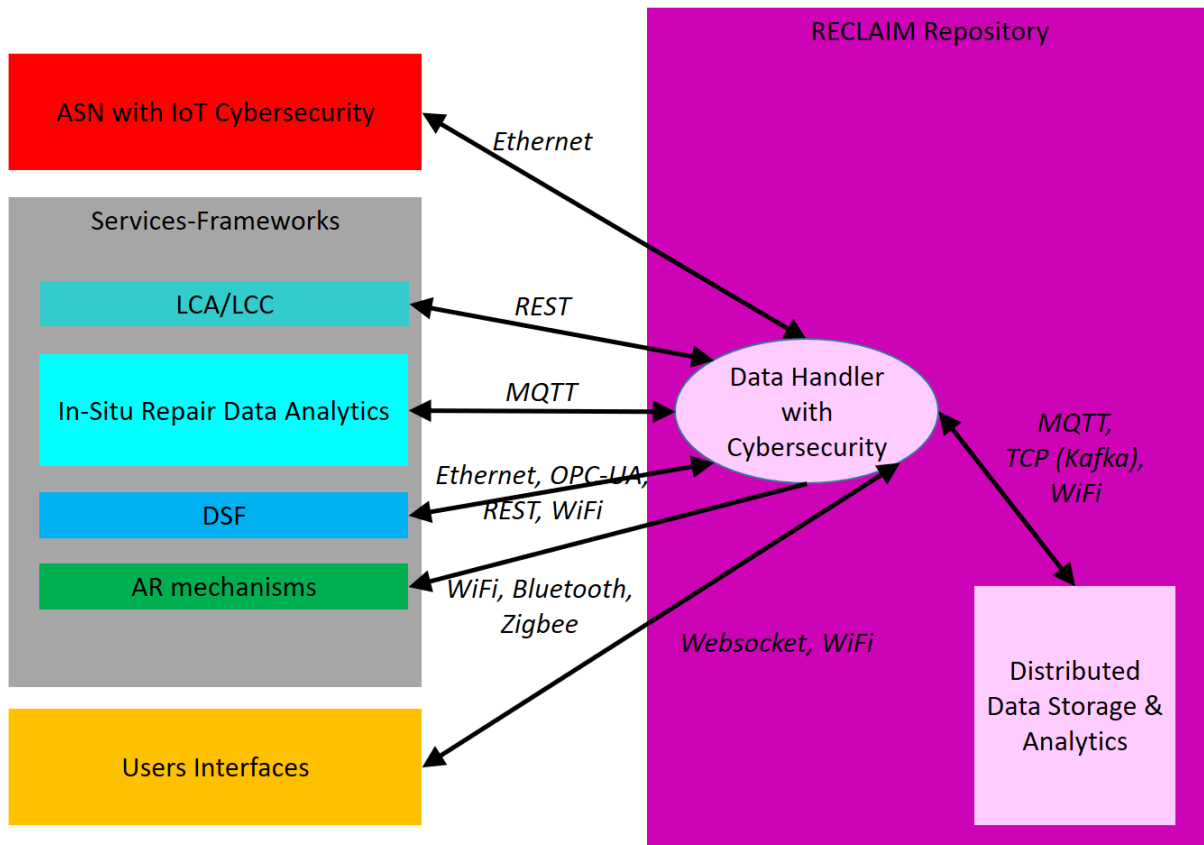 RECLAIM Repository
ASN with IoT Cybersecurity
Ethernet
Services-Frameworks
LCA/LCC
REST
In-Situ Repair Data Analytics
MQTT
Data Handler
with
Cybersecurity
MQTT,
TCP (Kafka),
WiFi
Ethernet, OPC-UA,
REST, WiFi
DSF
AR mechanisms
WiFi, Bluetooth,
Zigbee
Websocket, WiFi
Distributed
Data Storage &
Analytics
Users Interfaces